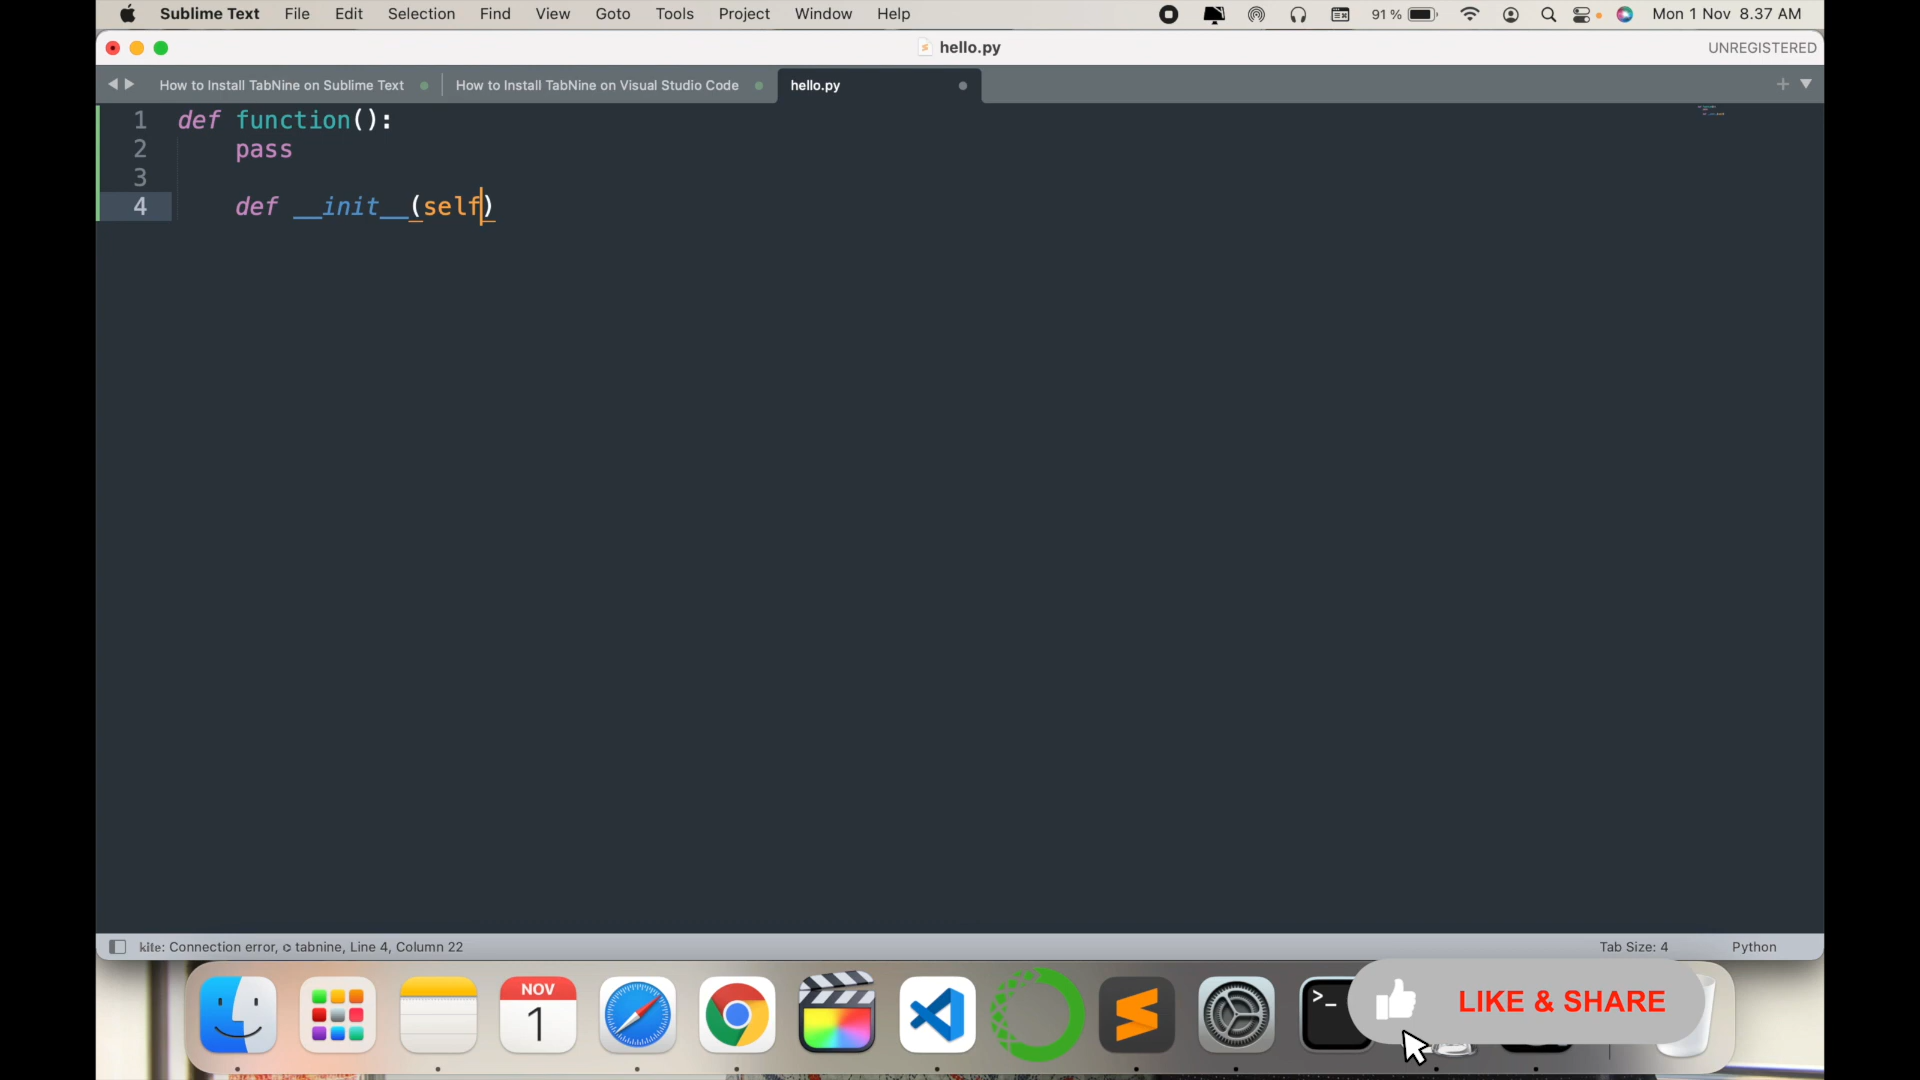 Sublime Text File Edit Selection Find View Goto Tools Project Window Help 91 % Mon 1 Nov 8.37 AM
hello.py UNREGISTERED
How to Install TabNine on Sublime Text How to Install TabNine on Visual Studio Code hello.py
1 def function():
2 pass
3
4 def __init__(self)
kite: Connection error, ⌬ tabnine, Line 4, Column 22 Tab Size: 4 Python
NOV
1
>_
LIKE & SHARE